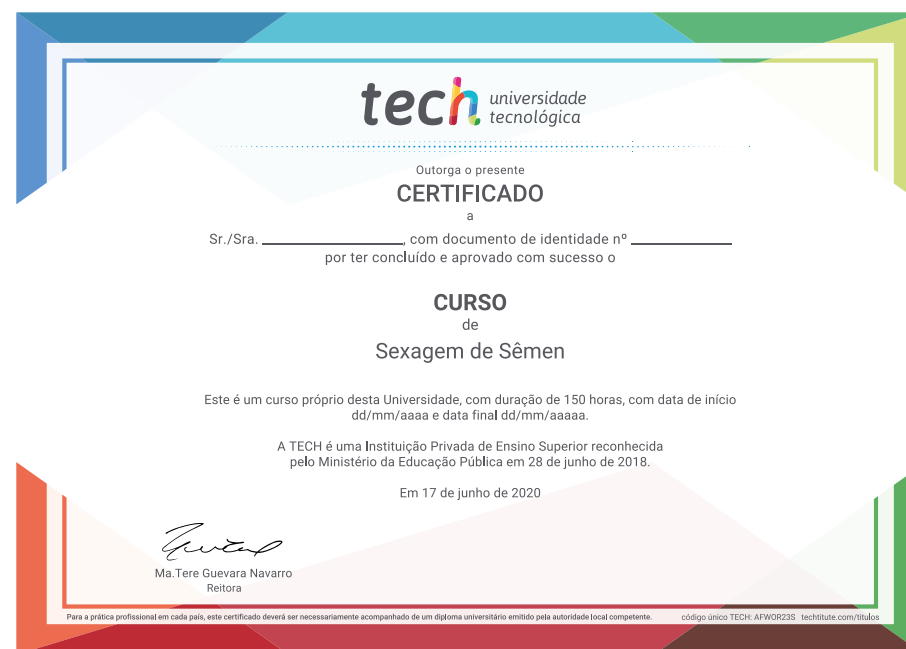 tech universidade
tecnológica
Outorga o presente
CERTIFICADO
a
Sr./Sra. ____________, com documento de identidade nº ____________
por ter concluído e aprovado com sucesso o
CURSO
de
Sexagem de Sêmen
Este é um curso próprio desta Universidade, com duração de 150 horas, com data de início
dd/mm/aaaa e data final dd/mm/aaaaa.
A TECH é uma Instituição Privada de Ensino Superior reconhecida
pelo Ministério da Educação Pública em 28 de junho de 2018.
Em 17 de junho de 2020
Ma.Tere Guevara Navarro
Reitora
Para a prática profissional em cada país, este certificado deverá ser necessariamente acompanhado de um diploma universitário emitido pela autoridade local competente. código único TECH: AFWOR23S techtitute.com/titulos